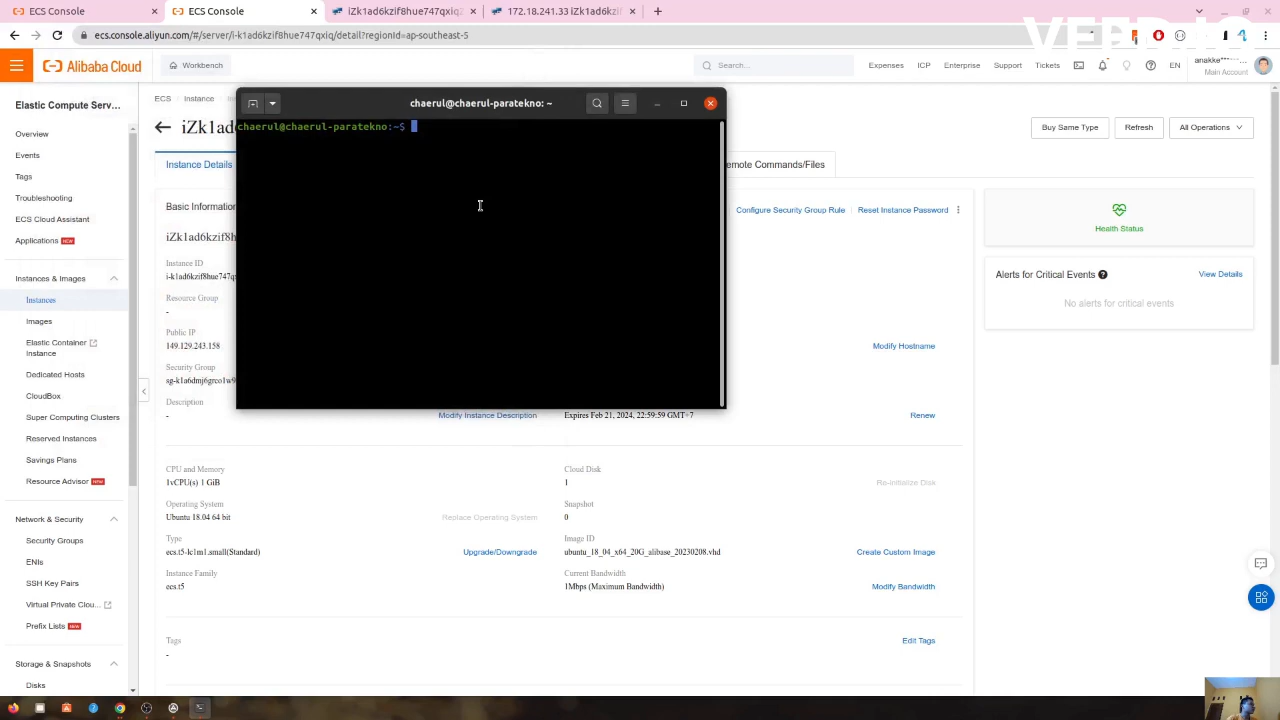 ECS Console
ECS Console
iZk1ad6kzif8hue747qxiq
172.18.241.33 iZk1ad6kzif
ecs.console.aliyun.com/#/server/i-k1ad6kzif8hue747qxiq/detail?regionId=ap-southeast-5
VEED.IO
Alibaba Cloud
Workbench
Search...
Expenses
ICP
Enterprise
Support
Tickets
EN
anakke***...
Main Account
Elastic Compute Serv...
Overview
Events
Tags
Troubleshooting
ECS Cloud Assistant
Applications NEW
Instances & Images
Instances
Images
Elastic Container
Instance
Dedicated Hosts
CloudBox
Super Computing Clusters
Reserved Instances
Savings Plans
Resource Advisor NEW
Network & Security
Security Groups
ENIs
SSH Key Pairs
Virtual Private Clou...
Prefix Lists NEW
Storage & Snapshots
Disks
ECS
Instance
iZk1ad
Buy Same Type
Refresh
All Operations
chaerul@chaerul-paratekno: ~
chaerul@chaerul-paratekno:~$
Instance Details
emote Commands/Files
Basic Information
Configure Security Group Rule
Reset Instance Password
iZk1ad6kzif8h
Instance ID
i-k1ad6kzif8hue747q
Resource Group
-
Public IP
149.129.243.158
Modify Hostname
Security Group
sg-k1a6dmj6grco1w9
Description
-
Modify Instance Description
Expires Feb 21, 2024, 22:59:59 GMT+7
Renew
CPU and Memory
1vCPU(s) 1 GiB
Cloud Disk
1
Re-initialize Disk
Operating System
Ubuntu 18.04 64 bit
Replace Operating System
Snapshot
0
Type
ecs.t5-lc1m1.small(Standard)
Upgrade/Downgrade
Image ID
ubuntu_18_04_x64_20G_alibase_20230208.vhd
Create Custom Image
Instance Family
ecs.t5
Current Bandwidth
1Mbps (Maximum Bandwidth)
Modify Bandwidth
Tags
-
Edit Tags
Health Status
Alerts for Critical Events
View Details
No alerts for critical events